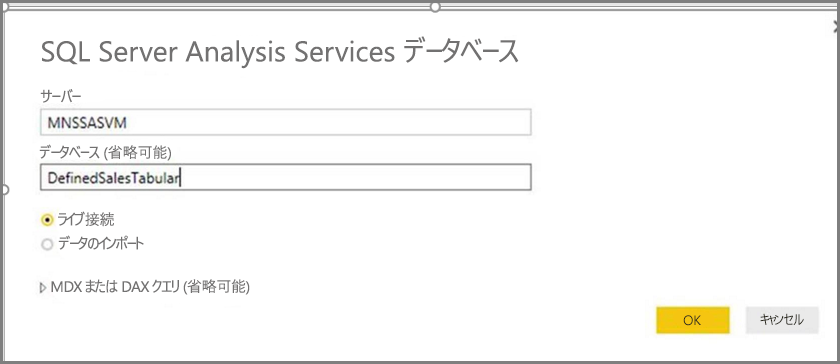 SQL Server Analysis Services データベース
サーバー
MNSSASVM
データベース (省略可能)
DefinedSalesTabular
ライブ接続
データのインポート
MDX または DAX クエリ (省略可能)
OK キャンセル